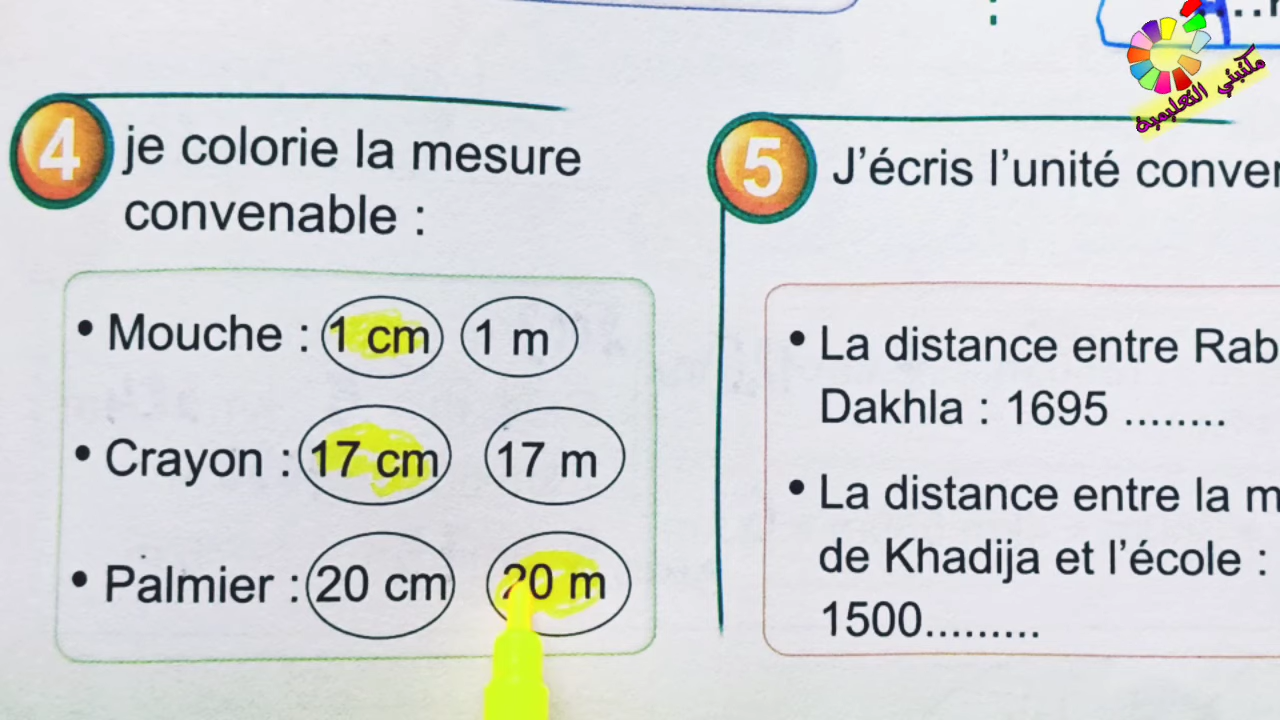 مكتبتي التعليمية
4 je colorie la mesure
convenable :
• Mouche : 1 cm 1 m
• Crayon : 17 cm 17 m
• Palmier : 20 cm 20 m
5 J'écris l'unité conven
• La distance entre Rab
Dakhla : 1695 ........
• La distance entre la m
de Khadija et l'école :
1500.........